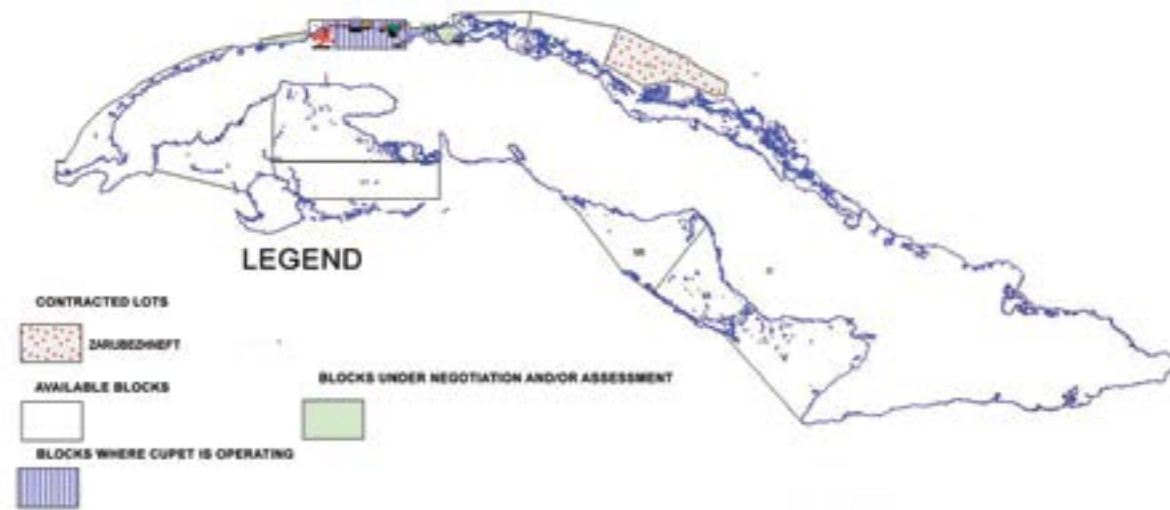 LEGEND
CONTRACTED LOTS
ZARUBEZHNEFT
AVAILABLE BLOCKS
BLOCKS UNDER NEGOTIATION AND/OR ASSESSMENT
BLOCKS WHERE CUPET IS OPERATING